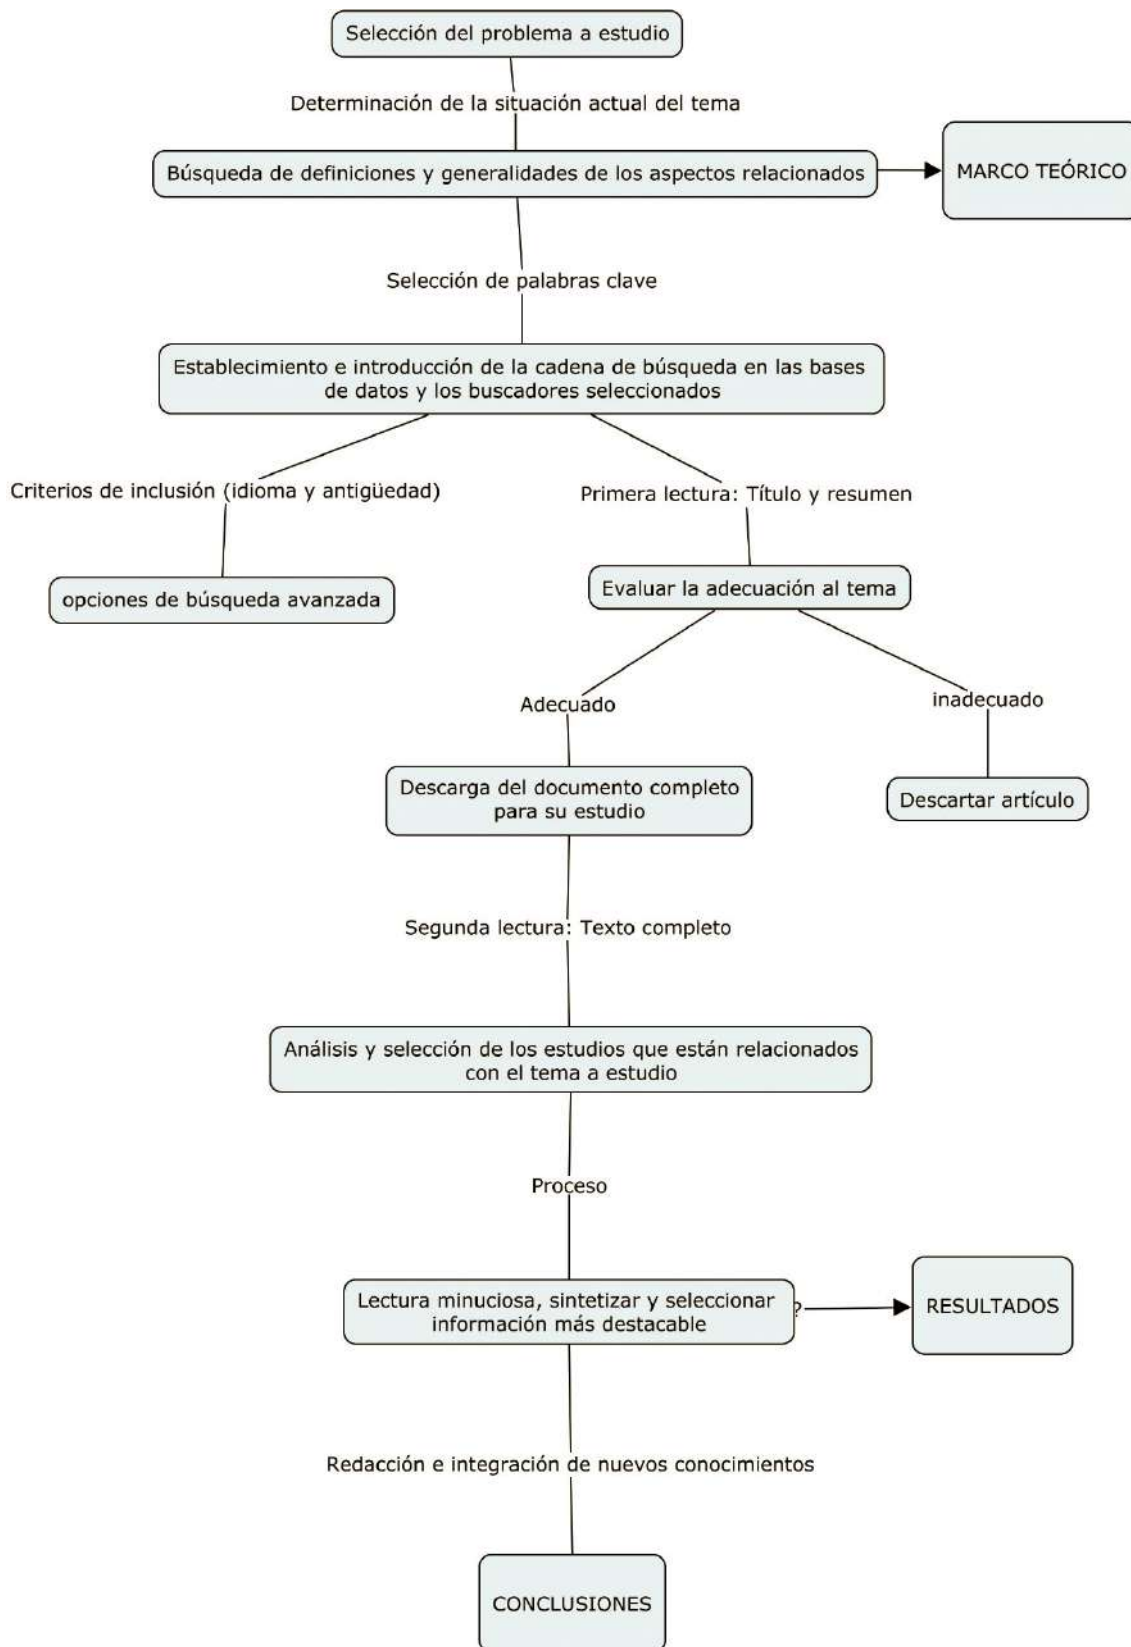 Selección del problema a estudio
Determinación de la situación actual del tema
Búsqueda de definiciones y generalidades de los aspectos relacionados
MARCO TEÓRICO
Selección de palabras clave
Establecimiento e introducción de la cadena de búsqueda en las bases
de datos y los buscadores seleccionados
Criterios de inclusión (idioma y antigüedad)
Primera lectura: Título y resumen
opciones de búsqueda avanzada
Evaluar la adecuación al tema
Adecuado
inadecuado
Descarga del documento completo
para su estudio
Descartar artículo
Segunda lectura: Texto completo
Análisis y selección de los estudios que están relacionados
con el tema a estudio
Proceso
Lectura minuciosa, sintetizar y seleccionar
información más destacable
?
RESULTADOS
Redacción e integración de nuevos conocimientos
CONCLUSIONES